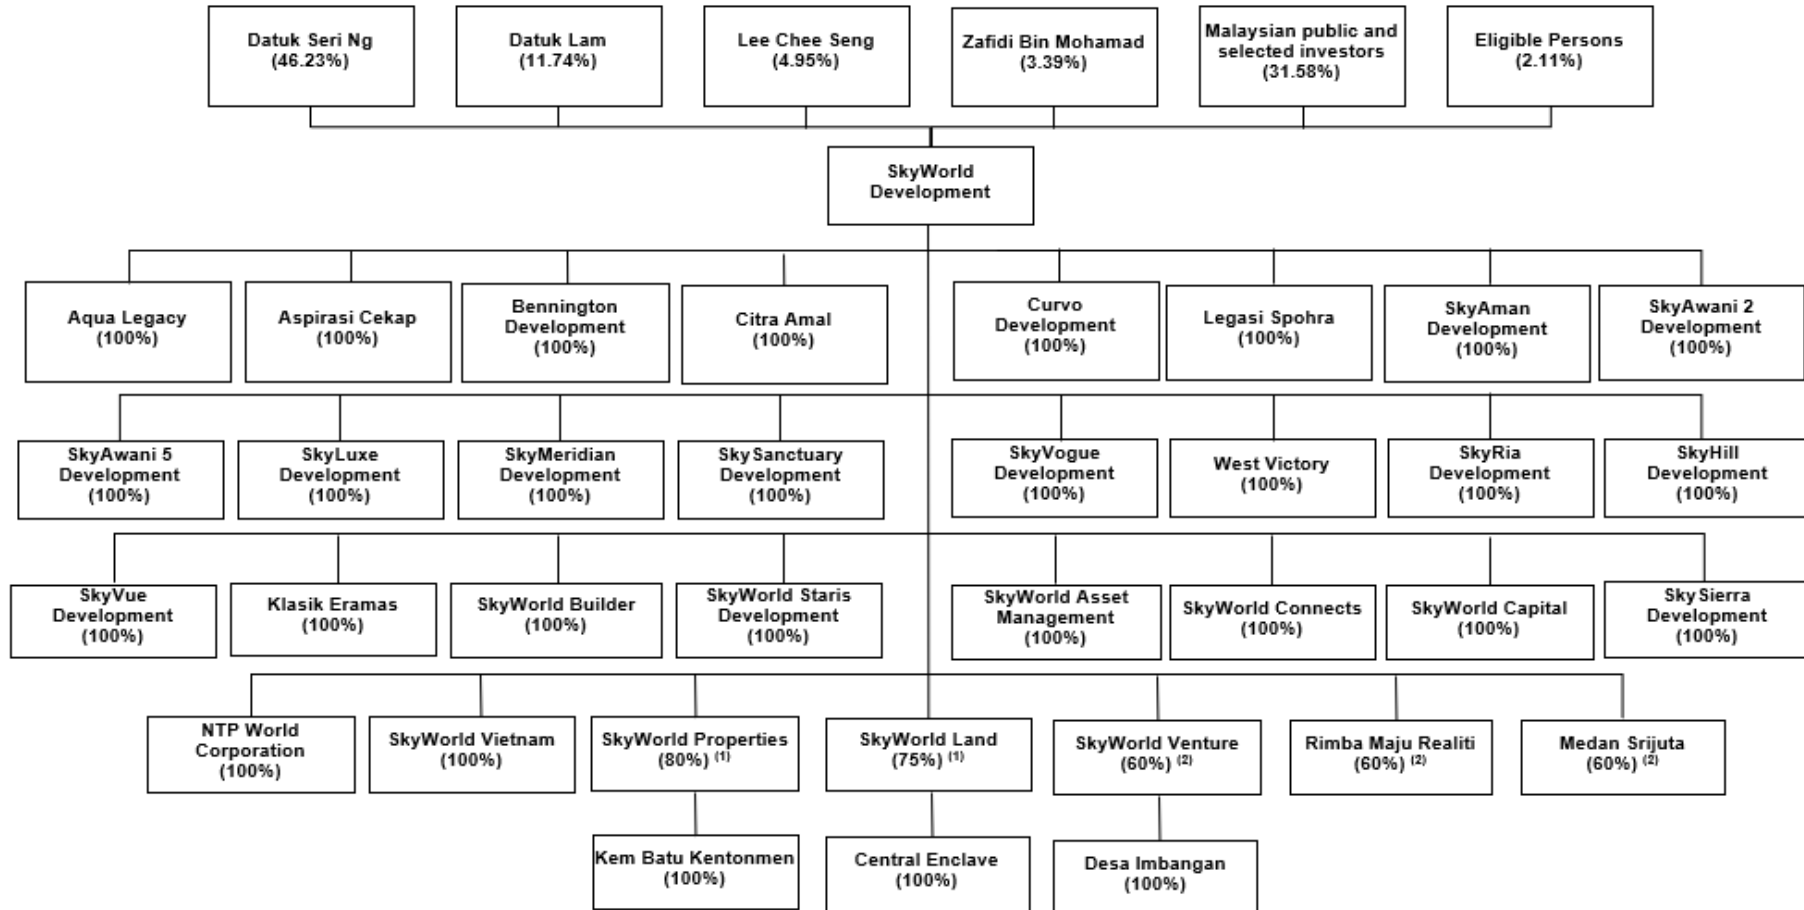 Datuk Seri Ng
(46.23%)
Datuk Lam
(11.74%)
Lee Chee Seng
(4.95%)
Zafidi Bin Mohamad
(3.39%)
Malaysian public and
selected investors
(31.58%)
Eligible Persons
(2.11%)
SkyWorld
Development
Aqua Legacy
(100%)
Aspirasi Cekap
(100%)
Bennington
Development
(100%)
Citra Amal
(100%)
Curvo
Development
(100%)
Legasi Spohra
(100%)
SkyAman
Development
(100%)
SkyAwani 2
Development
(100%)
SkyAwani 5
Development
(100%)
SkyLuxe
Development
(100%)
SkyMeridian
Development
(100%)
SkySanctuary
Development
(100%)
SkyVogue
Development
(100%)
West Victory
(100%)
SkyRia
Development
(100%)
SkyHill
Development
(100%)
SkyVue
Development
(100%)
Klasik Eramas
(100%)
SkyWorld Builder
(100%)
SkyWorld Staris
Development
(100%)
SkyWorld Asset
Management
(100%)
SkyWorld Connects
(100%)
SkyWorld Capital
(100%)
SkySierra
Development
(100%)
NTP World
Corporation
(100%)
SkyWorld Vietnam
(100%)
SkyWorld Properties
(80%) (1)
SkyWorld Land
(75%) (1)
SkyWorld Venture
(60%) (2)
Rimba Maju Realiti
(60%) (2)
Medan Srijuta
(60%) (2)
Kem Batu Kentonmen
(100%)
Central Enclave
(100%)
Desa Imbangan
(100%)